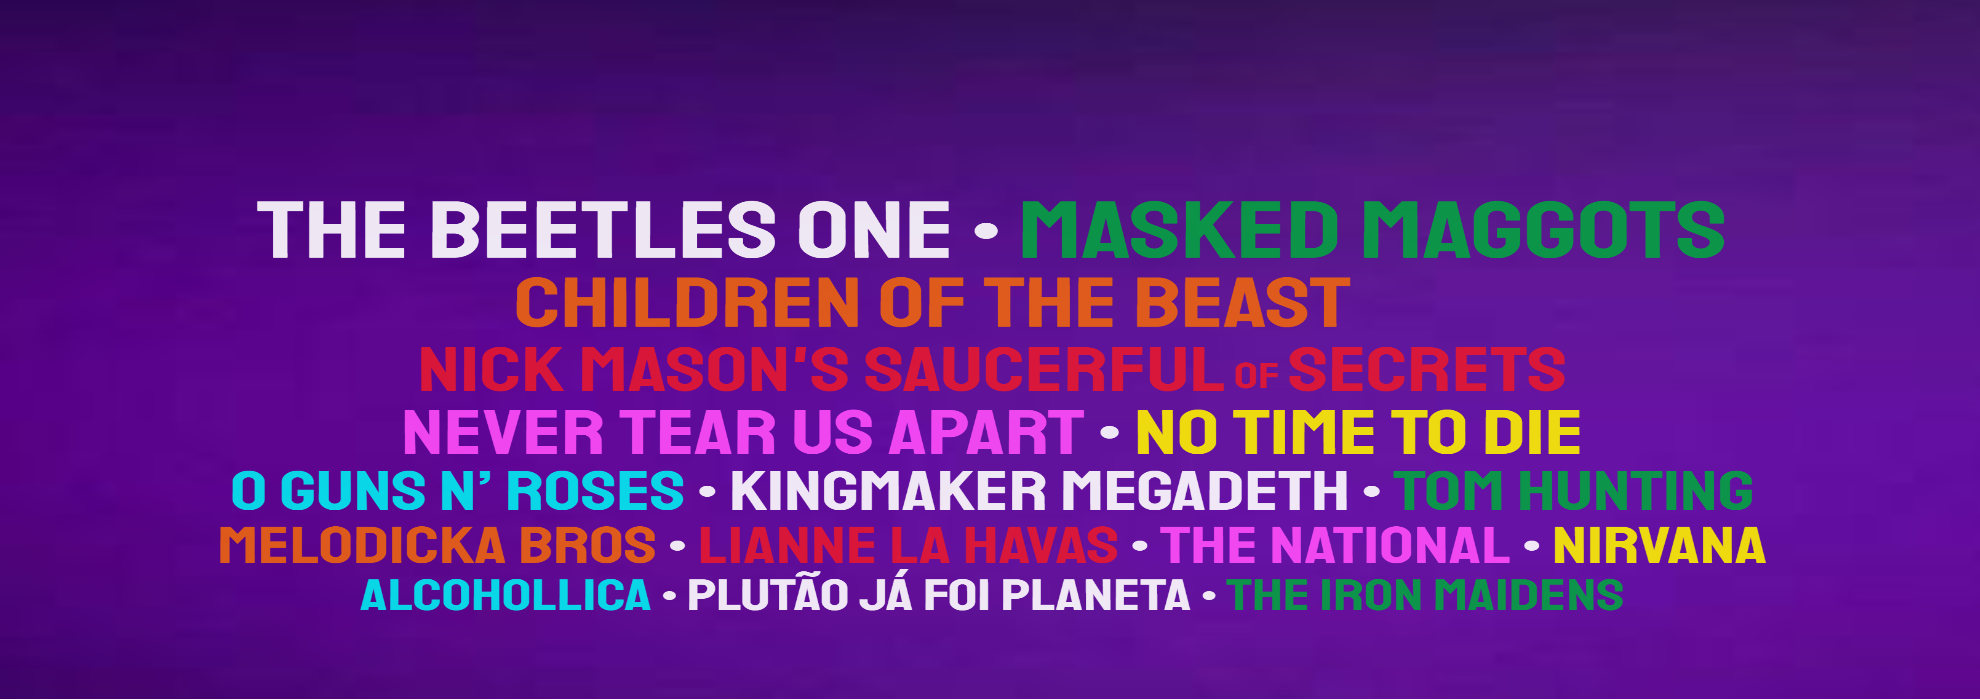 THE BEETLES ONE • MASKED MAGGOTS
CHILDREN OF THE BEAST
NICK MASON'S SAUCERFUL OF SECRETS
NEVER TEAR US APART • NO TIME TO DIE
O GUNS N’ ROSES • KINGMAKER MEGADETH • TOM HUNTING
MELODICKA BROS • LIANNE LA HAVAS • THE NATIONAL • NIRVANA
ALCOHOLLICA • PLUTÃO JÁ FOI PLANETA • THE IRON MAIDENS